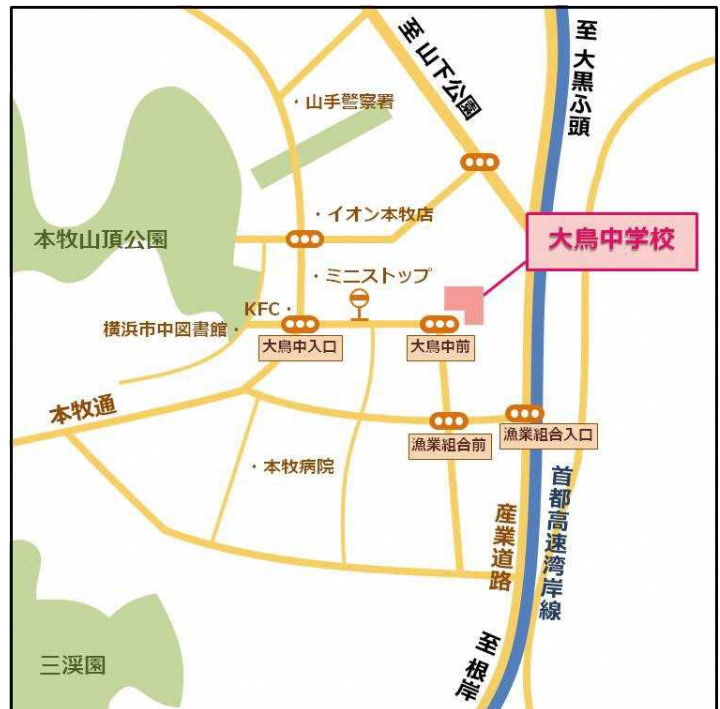 至 山下公園
至 大黒ふ頭
・山手警察署
・イオン本牧店
本牧山頂公園
大鳥中学校
・ミニストップ
KFC・
横浜市中図書館・
大鳥中入口
大鳥中前
本牧通
漁業組合前
漁業組合入口
・本牧病院
産業道路
首都高速湾岸線
三渓園
至 根岸